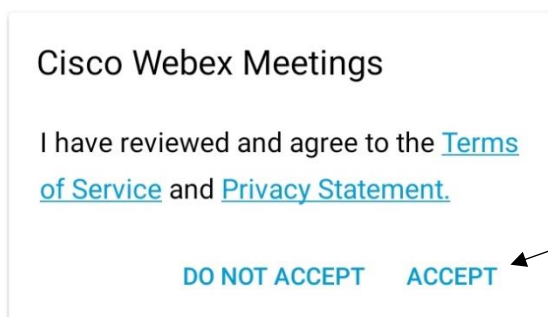 Cisco Webex Meetings
I have reviewed and agree to the Terms
of Service and Privacy Statement.
DO NOT ACCEPT ACCEPT